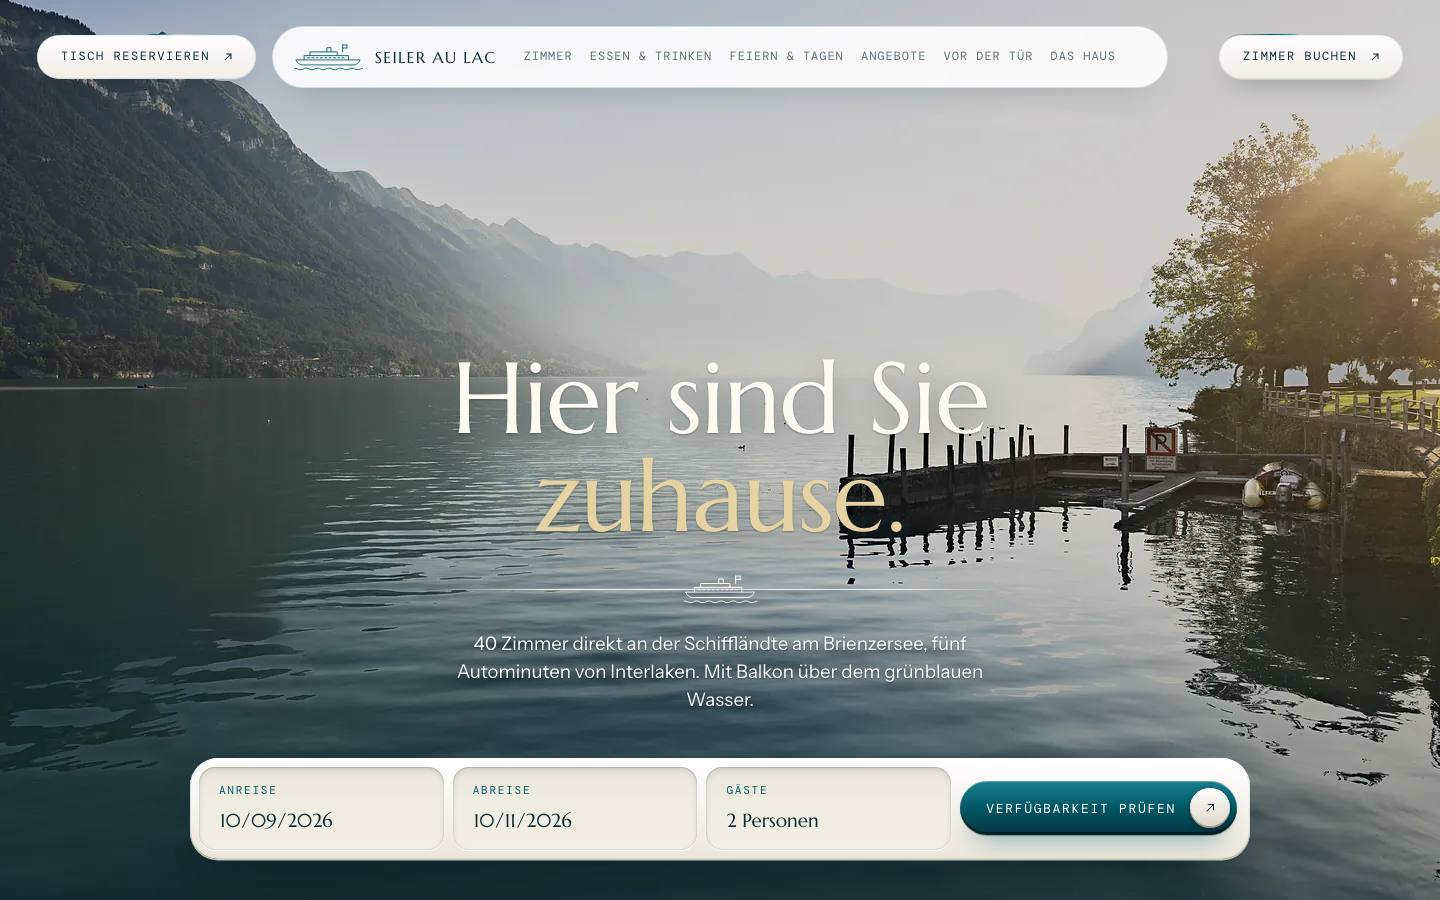 TISCH RESERVIEREN
SEILER AU LAC
ZIMMER
ESSEN & TRINKEN
FEIERN & TAGEN
ANGEBOTE
VOR DER TÜR
DAS HAUS
ZIMMER BUCHEN
Hier sind Sie
zuhause.
40 Zimmer direkt an der Schiffländte am Brienzersee, fünf
Autominuten von Interlaken. Mit Balkon über dem grünblauen
Wasser.
ANREISE
10/09/2026
ABREISE
10/11/2026
GÄSTE
2 Personen
VERFÜGBARKEIT PRÜFEN